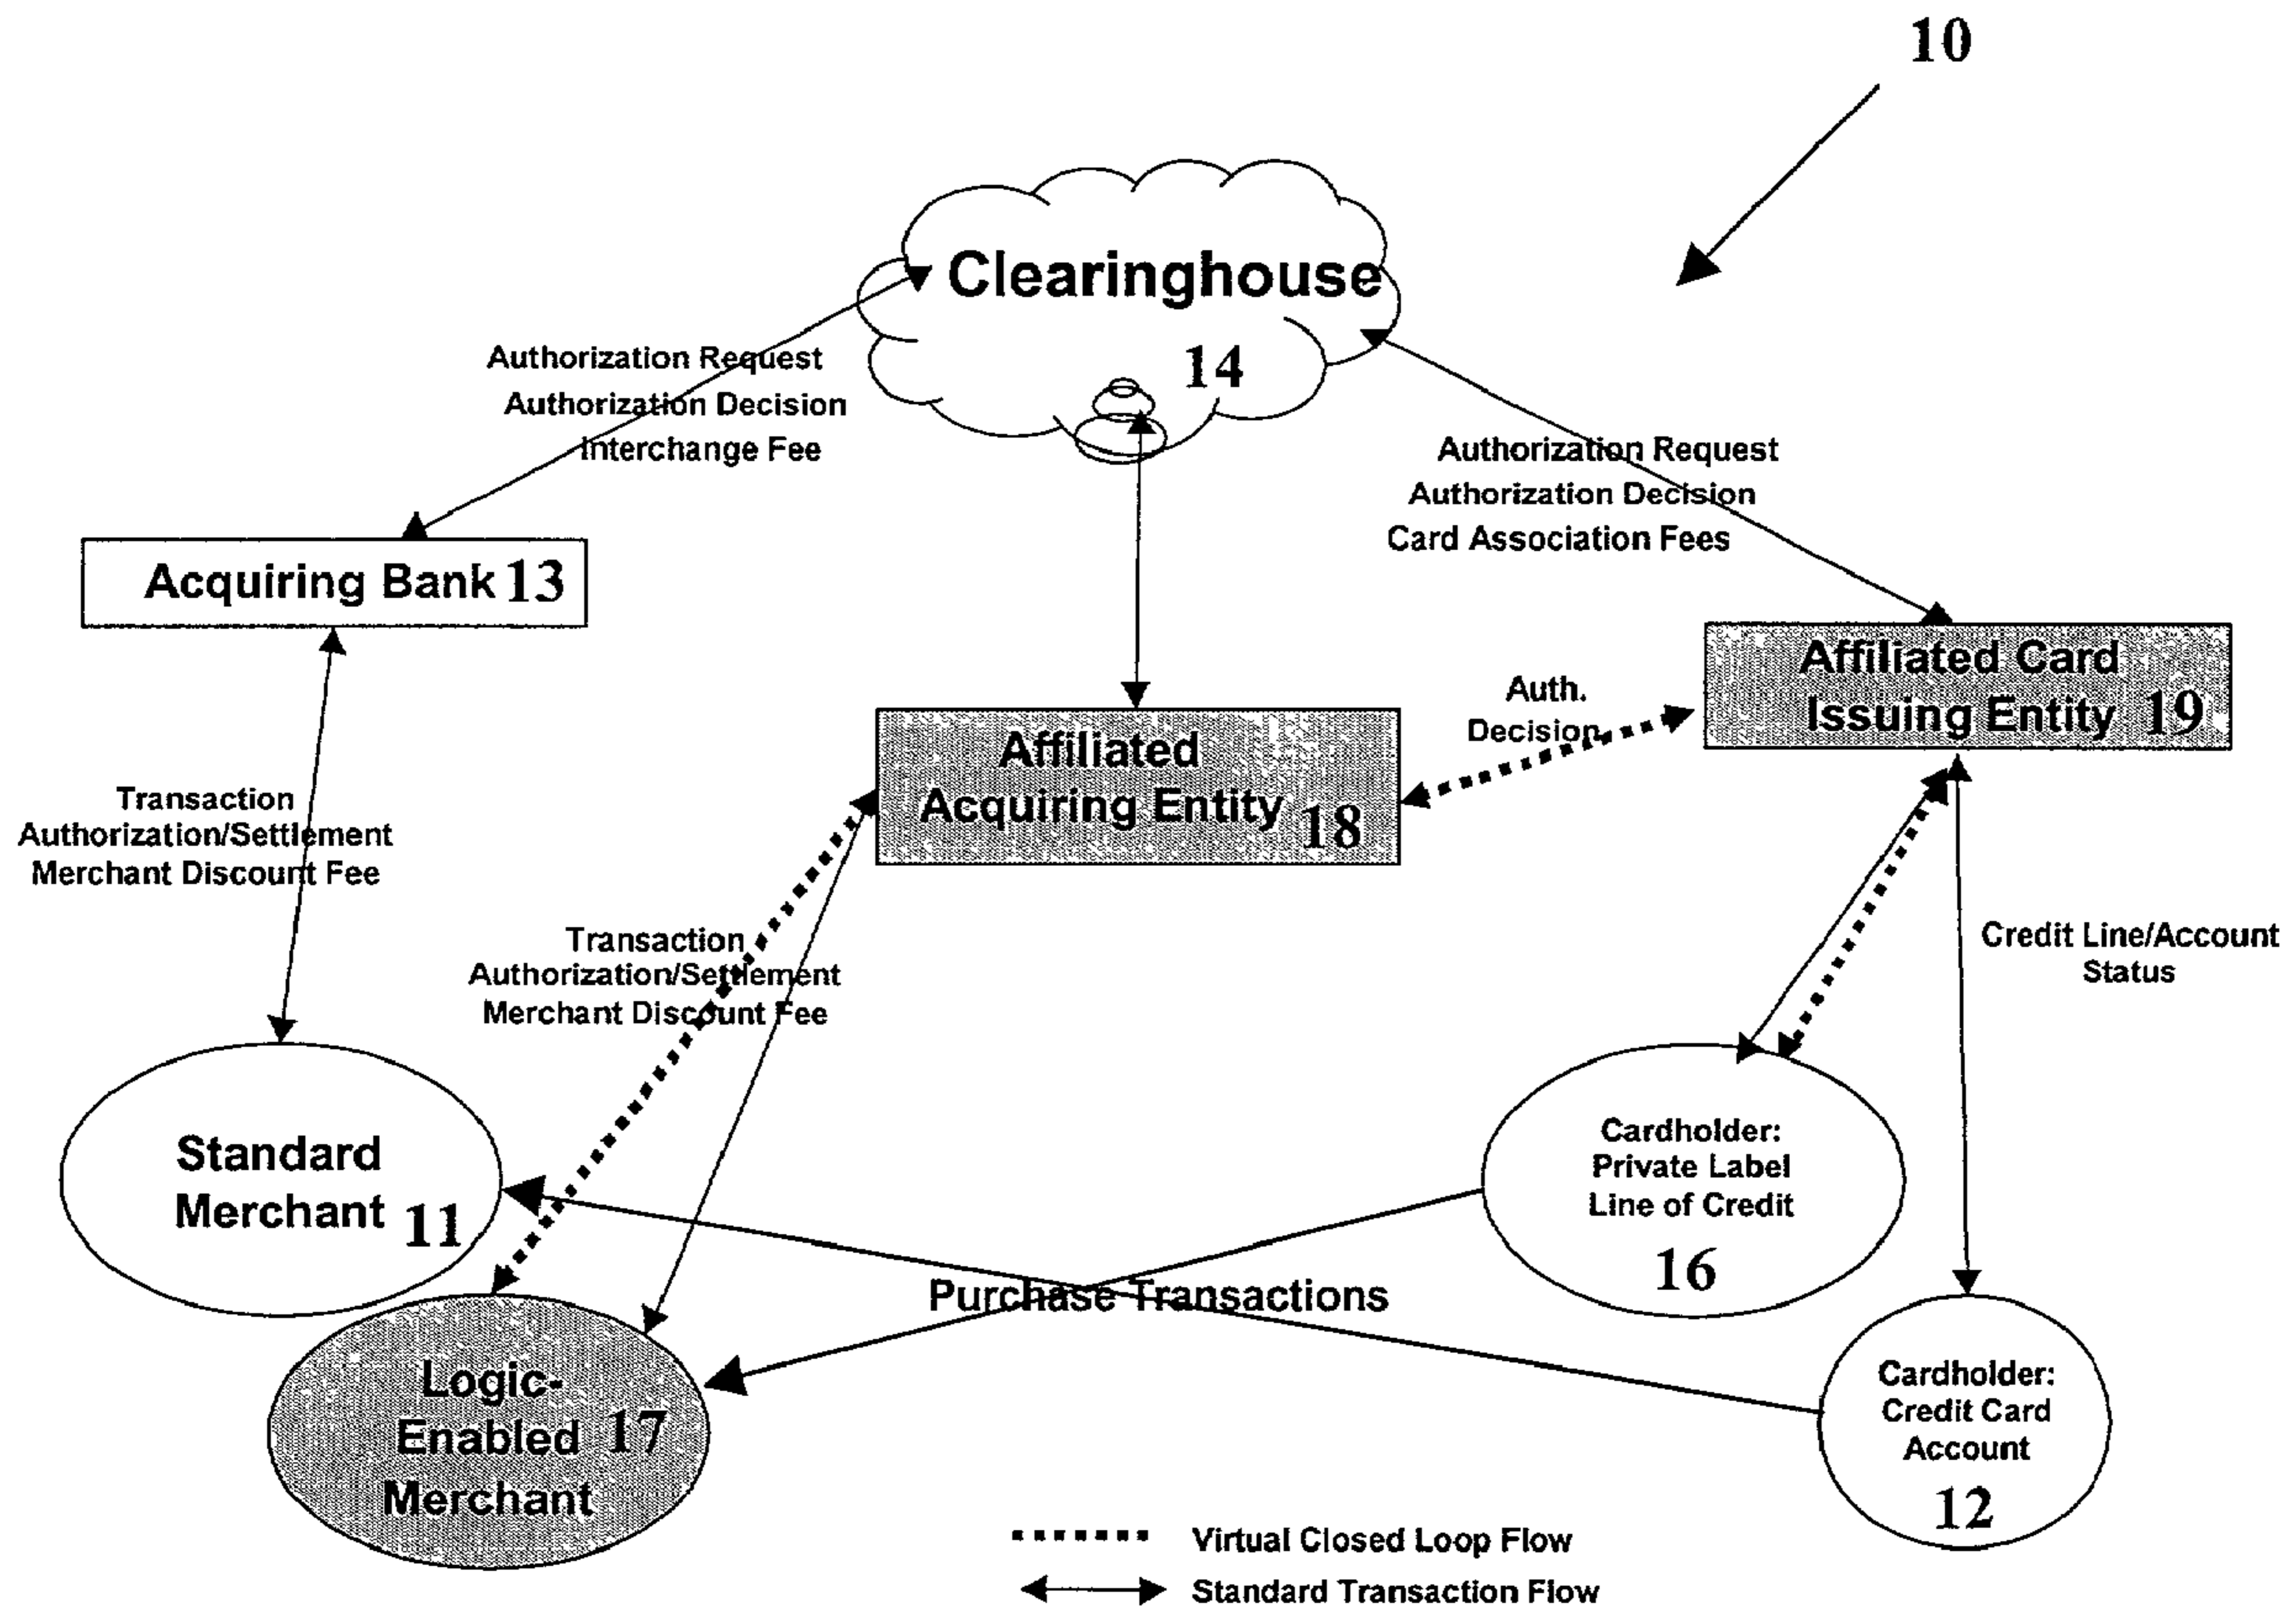 10
Clearinghouse
14
Authorization Request
Authorization Decision
Interchange Fee
Authorization Request
Authorization Decision
Card Association Fees
Acquiring Bank 13
Affiliated Card
Issuing Entity 19
Auth.
Decision
Affiliated
Acquiring Entity 18
Transaction
Authorization/Settlement
Merchant Discount Fee
Transaction
Authorization/Settlement
Merchant Discount Fee
Credit Line/Account
Status
Standard
Merchant 11
Cardholder:
Private Label
Line of Credit
16
Purchase Transactions
Logic-
Enabled 17
Merchant
Cardholder:
Credit Card
Account
12
Virtual Closed Loop Flow
Standard Transaction Flow